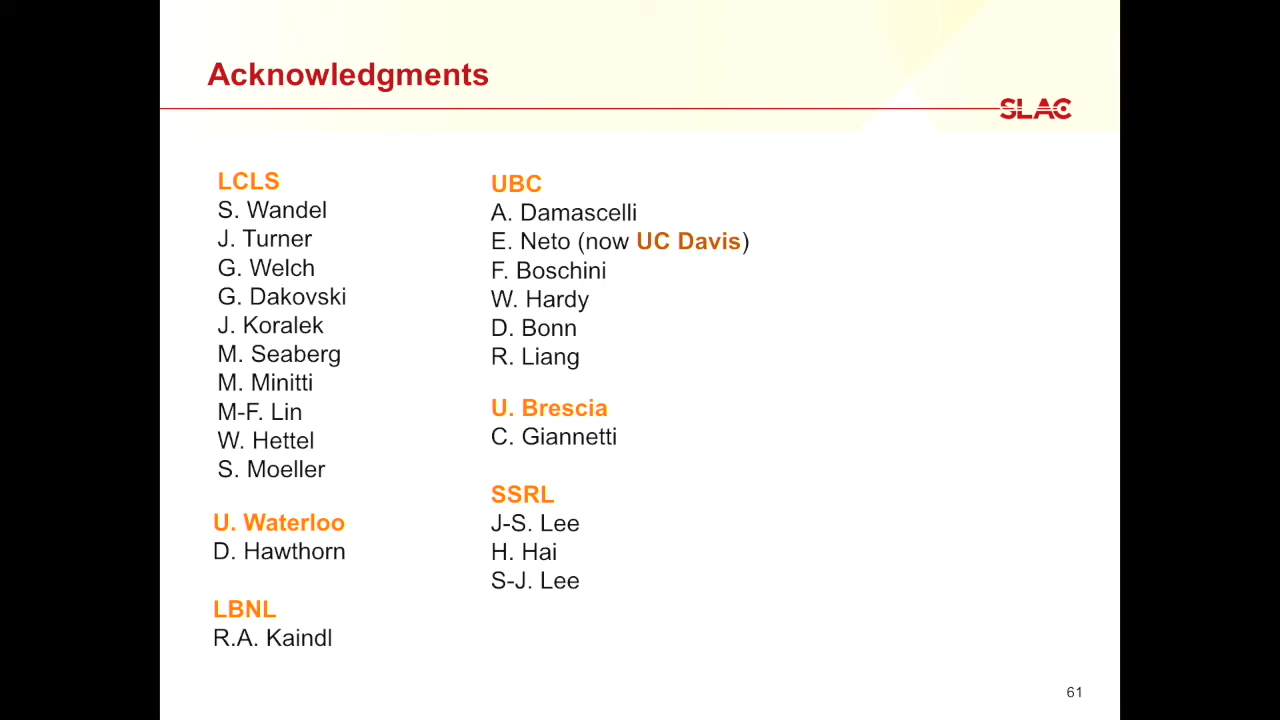 Acknowledgments
SLAC
LCLS
S. Wandel
J. Turner
G. Welch
G. Dakovski
J. Koralek
M. Seaberg
M. Minitti
M-F. Lin
W. Hettel
S. Moeller
U. Waterloo
D. Hawthorn
LBNL
R.A. Kaindl
UBC
A. Damascelli
E. Neto (now UC Davis)
F. Boschini
W. Hardy
D. Bonn
R. Liang
U. Brescia
C. Giannetti
SSRL
J-S. Lee
H. Hai
S-J. Lee
61